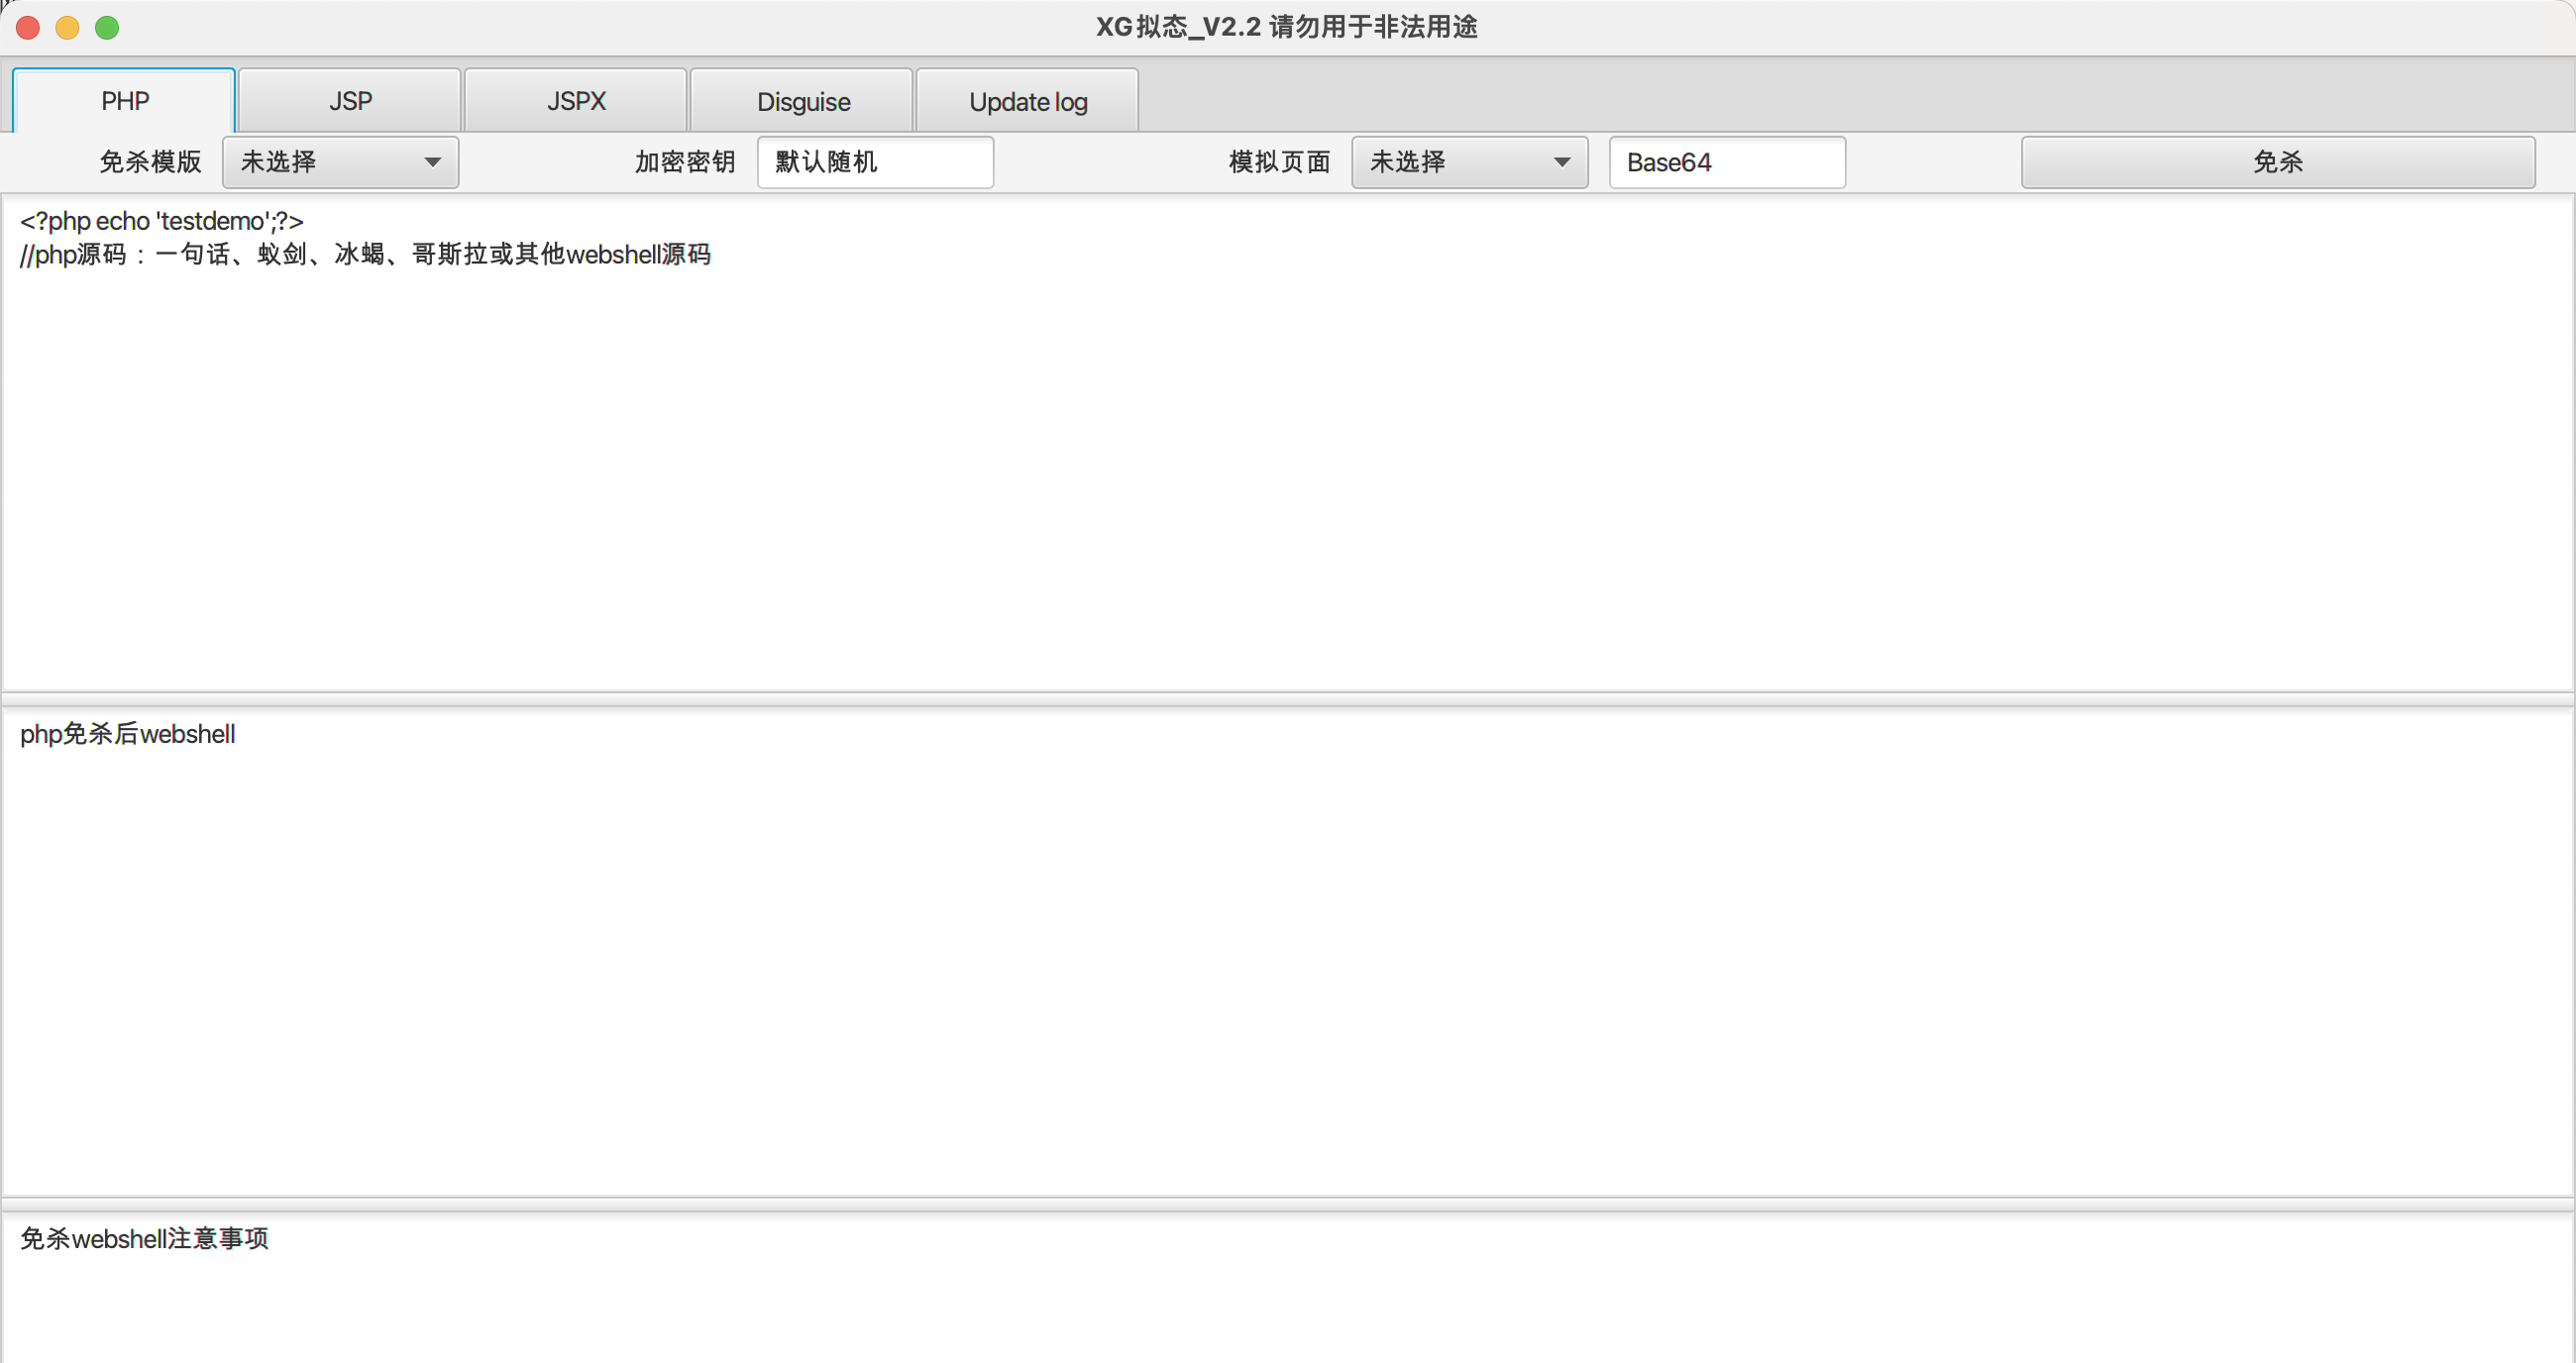 XG拟态_V2.2 请勿用于非法用途
PHP JSP JSPX Disguise Update log
免杀模版 未选择 加密密钥 默认随机 模拟页面 未选择 Base64 免杀
<?php echo 'testdemo';?>
//php源码：一句话、蚁剑、冰蝎、哥斯拉或其他webshell源码
php免杀后webshell
免杀webshell注意事项